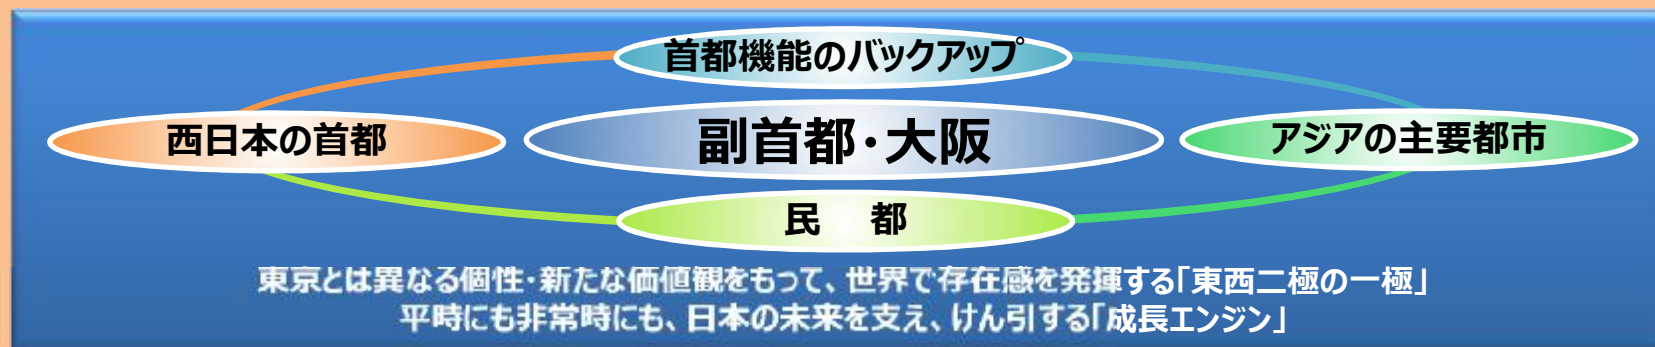 首都機能のバックアップ
西日本の首都
副首都・大阪
アジアの主要都市
民　都
東京とは異なる個性・新たな価値観をもって、世界で存在感を発揮する「東西二極の一極」
平時にも非常時にも、日本の未来を支え、けん引する「成長エンジン」